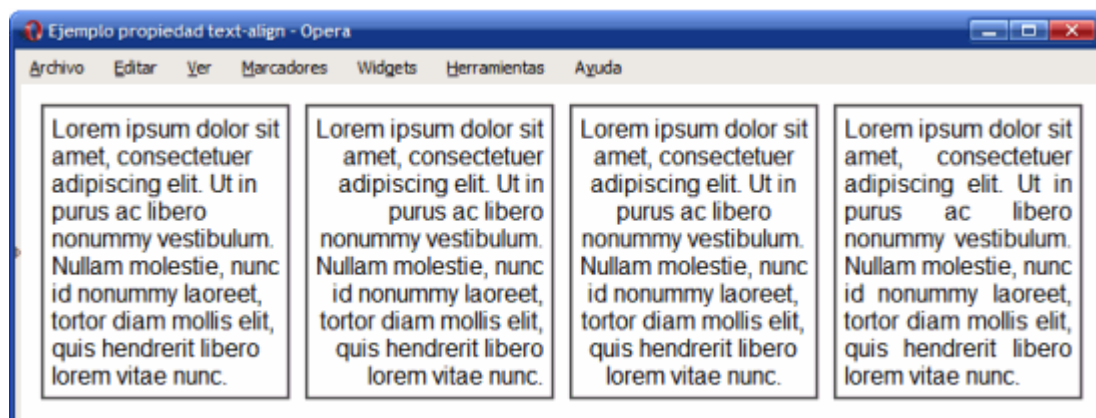 Ejemplo propiedad text-align - Opera
Archivo Editar Ver Marcadores Widgets Herramientas Ayuda
Lorem ipsum dolor sit
amet, consectetuer
adipiscing elit. Ut in
purus ac libero
nonummy vestibulum.
Nullam molestie, nunc
id nonummy laoreet,
tortor diam mollis elit,
quis hendrerit libero
lorem vitae nunc.
Lorem ipsum dolor sit
amet, consectetuer
adipiscing elit. Ut in
purus ac libero
nonummy vestibulum.
Nullam molestie, nunc
id nonummy laoreet,
tortor diam mollis elit,
quis hendrerit libero
lorem vitae nunc.
Lorem ipsum dolor sit
amet, consectetuer
adipiscing elit. Ut in
purus ac libero
nonummy vestibulum.
Nullam molestie, nunc
id nonummy laoreet,
tortor diam mollis elit,
quis hendrerit libero
lorem vitae nunc.
Lorem ipsum dolor sit
amet, consectetuer
adipiscing elit. Ut in
purus ac libero
nonummy vestibulum.
Nullam molestie, nunc
id nonummy laoreet,
tortor diam mollis elit,
quis hendrerit libero
lorem vitae nunc.